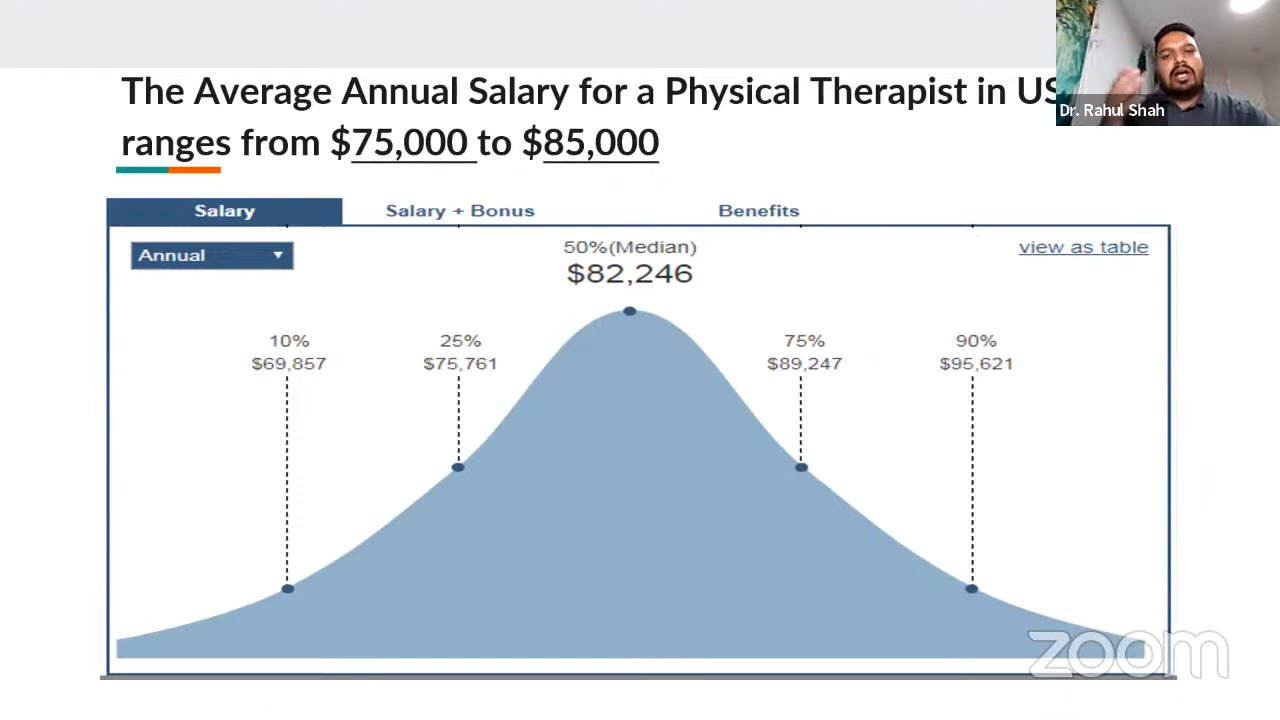 The Average Annual Salary for a Physical Therapist in US
ranges from $75,000 to $85,000
Dr. Rahul Shah
Salary
Salary + Bonus
Benefits
Annual
50%(Median)
$82,246
view as table
10%
$69,857
25%
$75,761
75%
$89,247
90%
$95,621
zoom